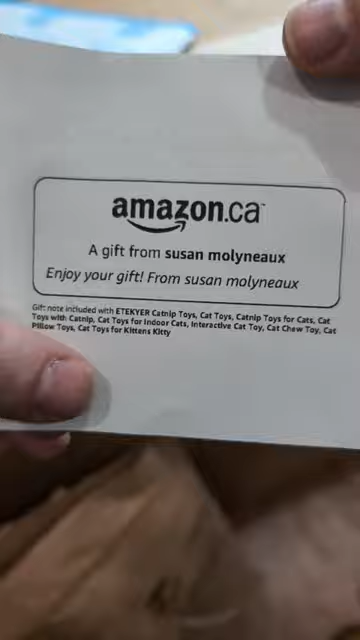 amazon.ca™
A gift from susan molyneaux
Enjoy your gift! From susan molyneaux
Gift note included with ETEKYER Catnip Toys, Cat Toys, Catnip Toys for Cats, Cat
Toys with Catnip, Cat Toys for Indoor Cats, Interactive Cat Toy, Cat Chew Toy, Cat
Pillow Toys, Cat Toys for Kittens Kitty